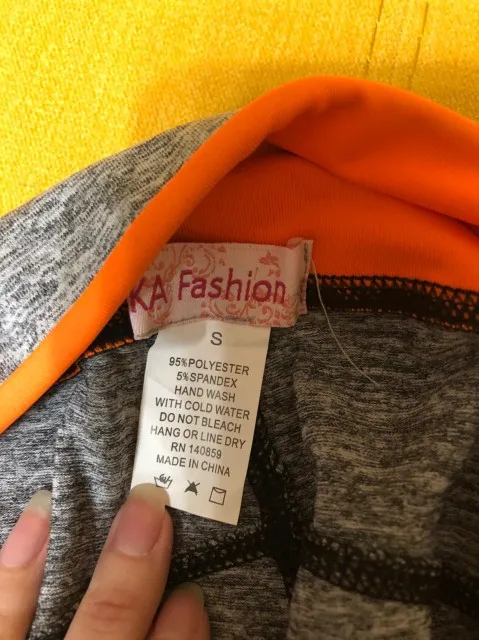 KA Fashion
S
95%POLYESTER
5%SPANDEX
HAND WASH
WITH COLD WATER
DO NOT BLEACH
HANG OR LINE DRY
RN 140859
MADE IN CHINA